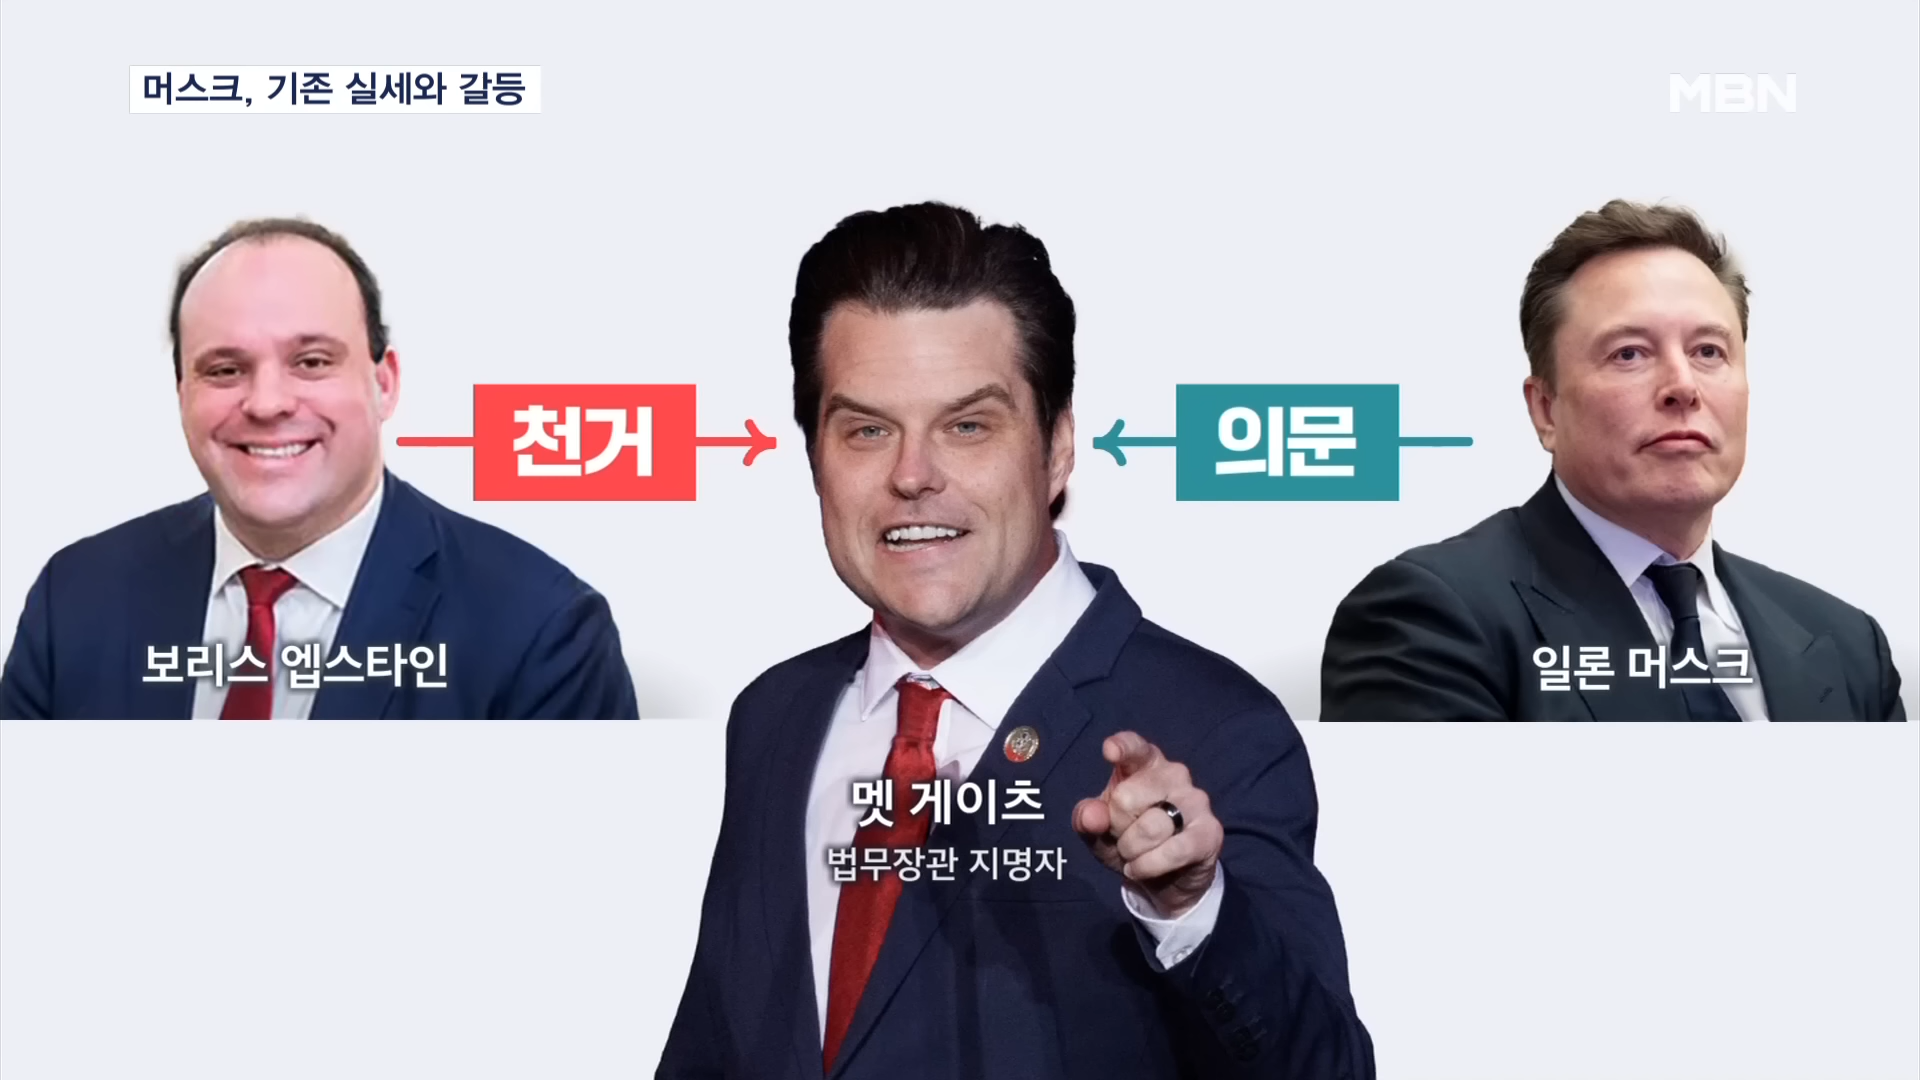 머스크, 기존 실세와 갈등
MBN
천거
의문
보리스 엡스타인
일론 머스크
멧 게이츠
법무장관 지명자